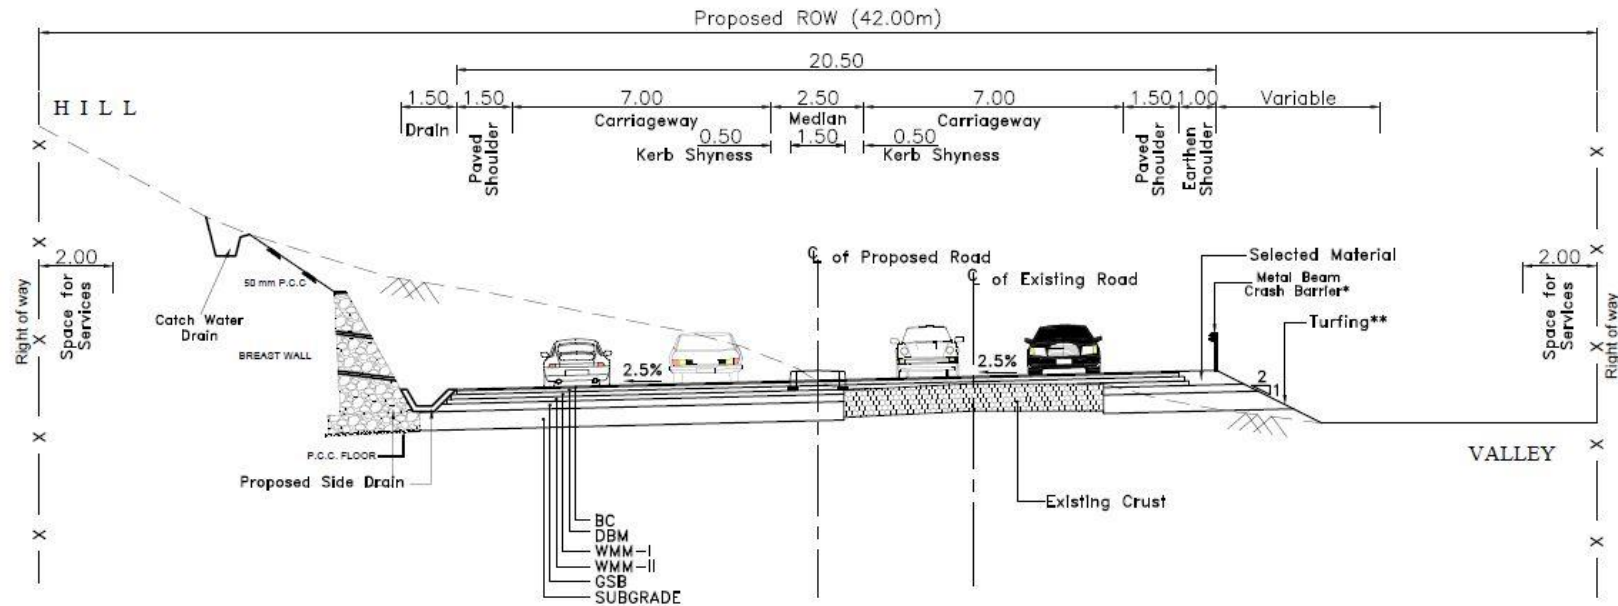 Proposed ROW (42.00m)
20.50
1.50 1.50 7.00 2.50 7.00 1.50 1.00 Variable
HILL
Drain
Paved
Shoulder
Carriageway
Median
Carriageway
Paved
Shoulder
Earthen
Shoulder
0.50 1.50 0.50
Kerb Shyness
Kerb Shyness
Right of way
2.00
Space for
Services
50 mm P.C.C
Catch Water
Drain
BREAST WALL
℄ of Proposed Road
℄ of Existing Road
Selected Material
Metal Beam
Crash Barrier*
Turfing**
2.00
Space for
Services
Right of way
2.5%
2.5%
2
1
VALLEY
P.C.C. FLOOR
Proposed Side Drain
Existing Crust
BC
DBM
WMM-I
WMM-II
GSB
SUBGRADE
X
X
X
X
X
X
X
X
X
X